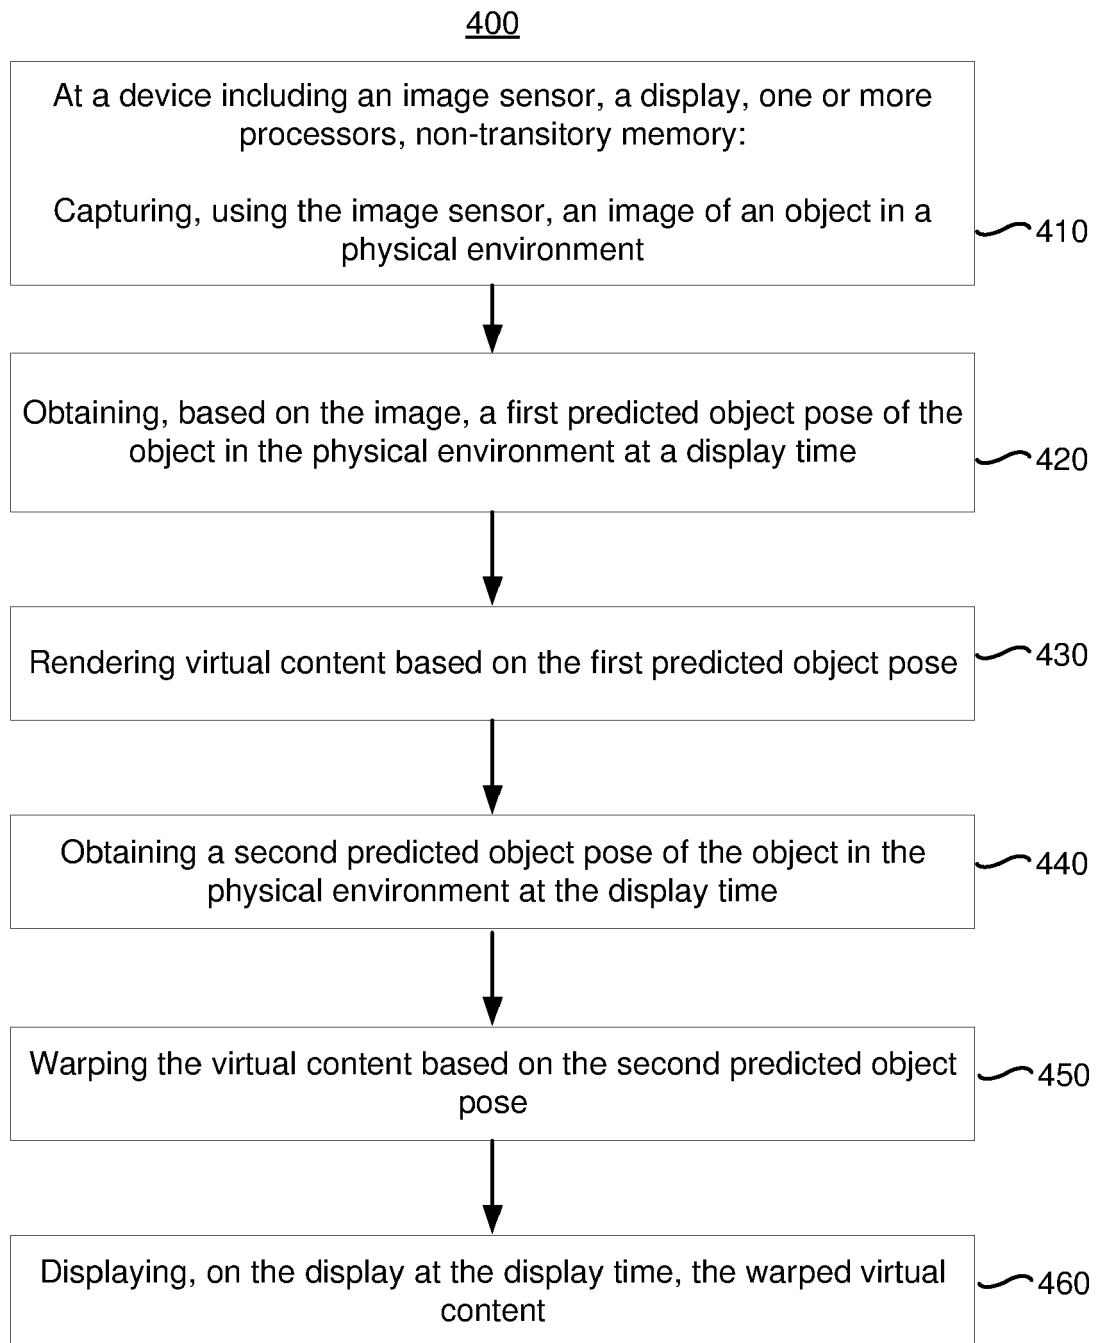 400
At a device including an image sensor, a display, one or more
processors, non-transitory memory:
Capturing, using the image sensor, an image of an object in a
physical environment
410
Obtaining, based on the image, a first predicted object pose of the
object in the physical environment at a display time
420
Rendering virtual content based on the first predicted object pose
430
Obtaining a second predicted object pose of the object in the
physical environment at the display time
440
Warping the virtual content based on the second predicted object
pose
450
Displaying, on the display at the display time, the warped virtual
content
460